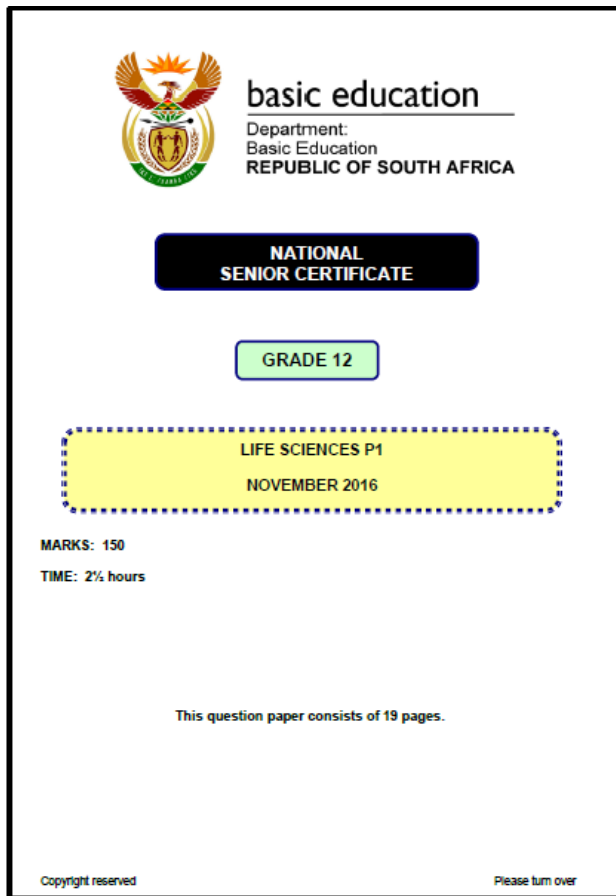 basic education
Department:
Basic Education
REPUBLIC OF SOUTH AFRICA
NATIONAL
SENIOR CERTIFICATE
GRADE 12
LIFE SCIENCES P1
NOVEMBER 2016
MARKS: 150
TIME: 2½ hours
This question paper consists of 19 pages.
Copyright reserved
Please turn over